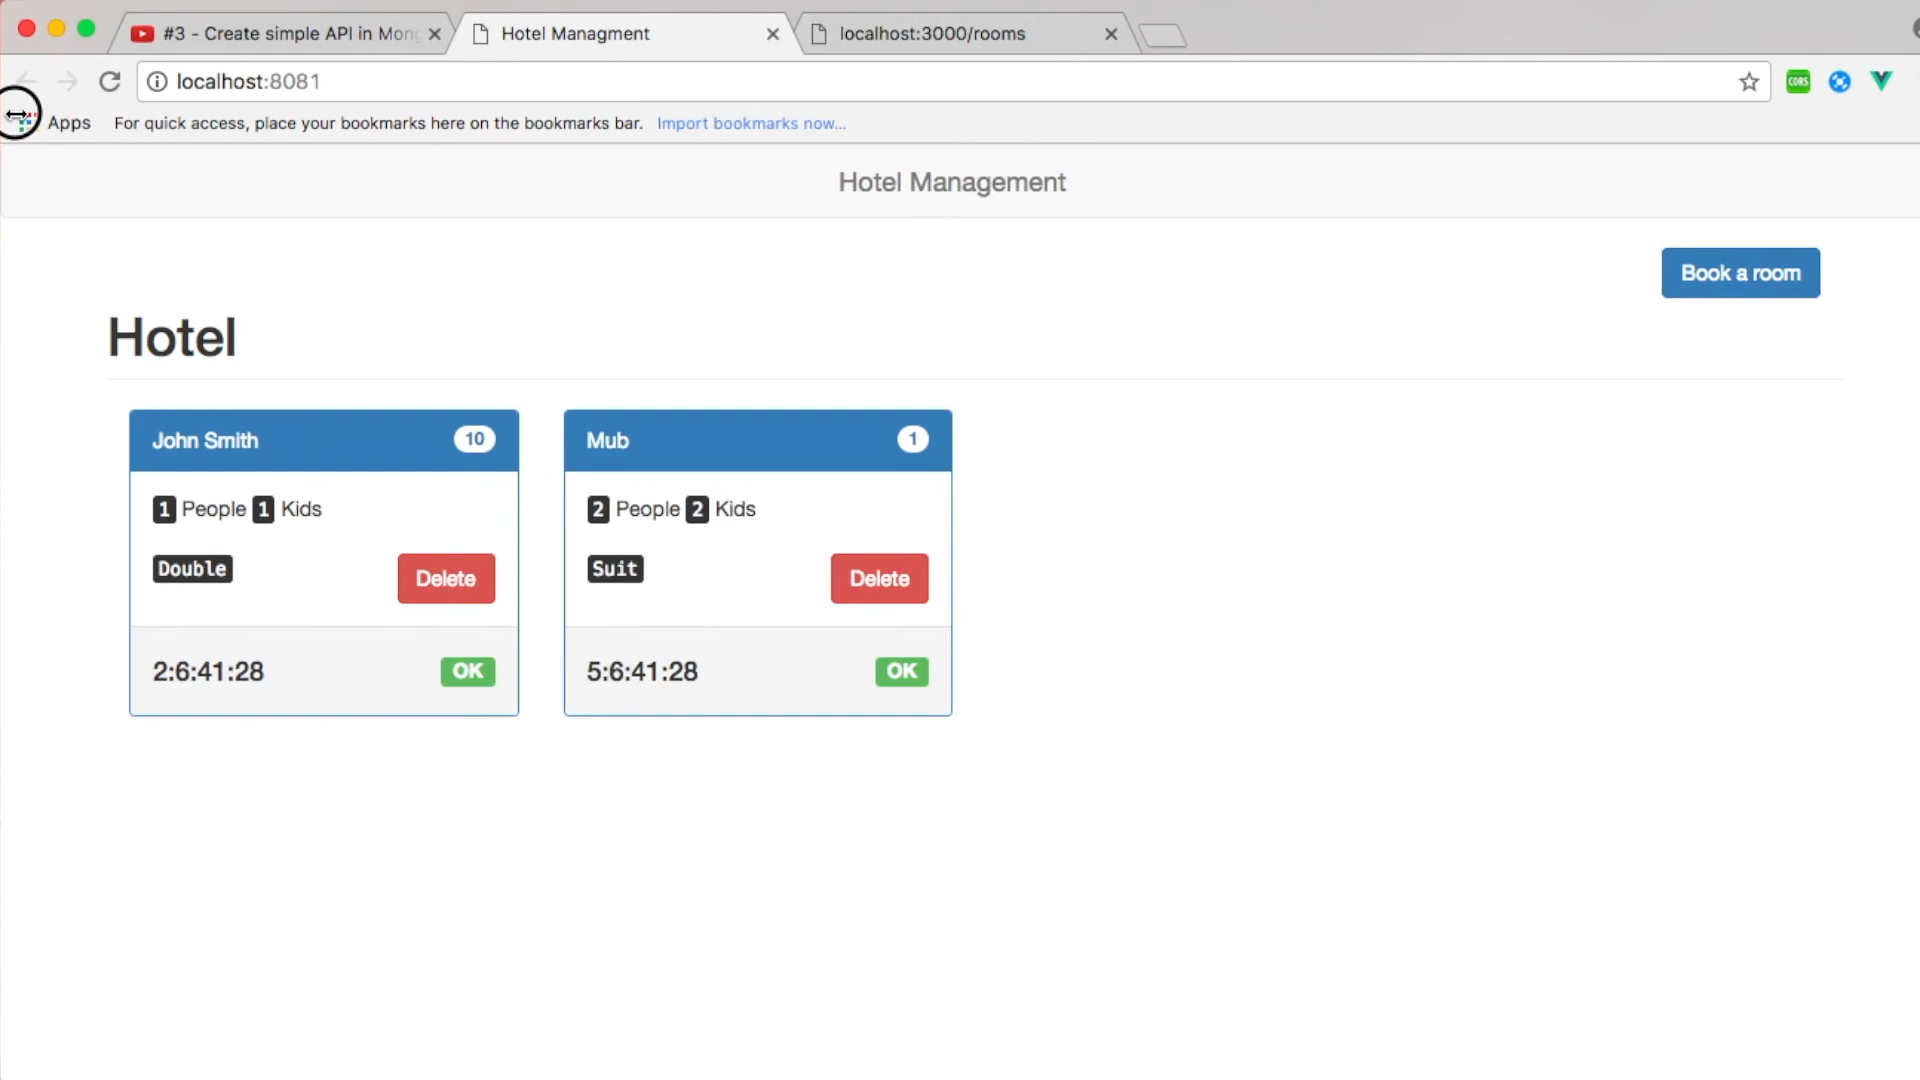 #3 - Create simple API in Mong
Hotel Managment
localhost:3000/rooms
localhost:8081
CORS
Apps
For quick access, place your bookmarks here on the bookmarks bar. Import bookmarks now...
Hotel Management
Book a room
Hotel
John Smith 10
1 People 1 Kids
Double
Delete
2:6:41:28 OK
Mub 1
2 People 2 Kids
Suit
Delete
5:6:41:28 OK